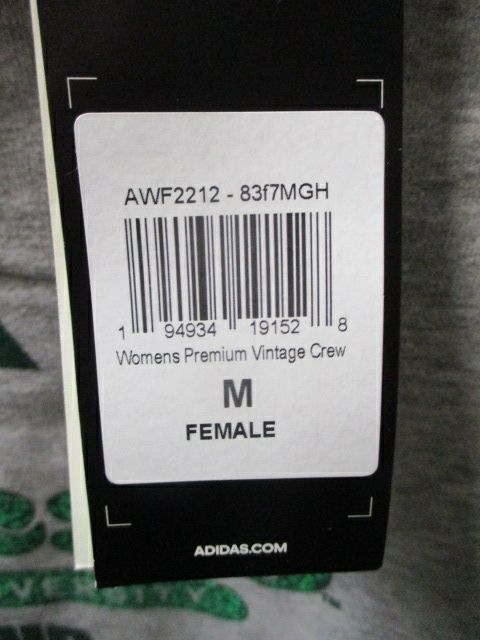 AWF2212 - 83f7MGH
1 94934 19152 8
Womens Premium Vintage Crew
M
FEMALE
ADIDAS.COM